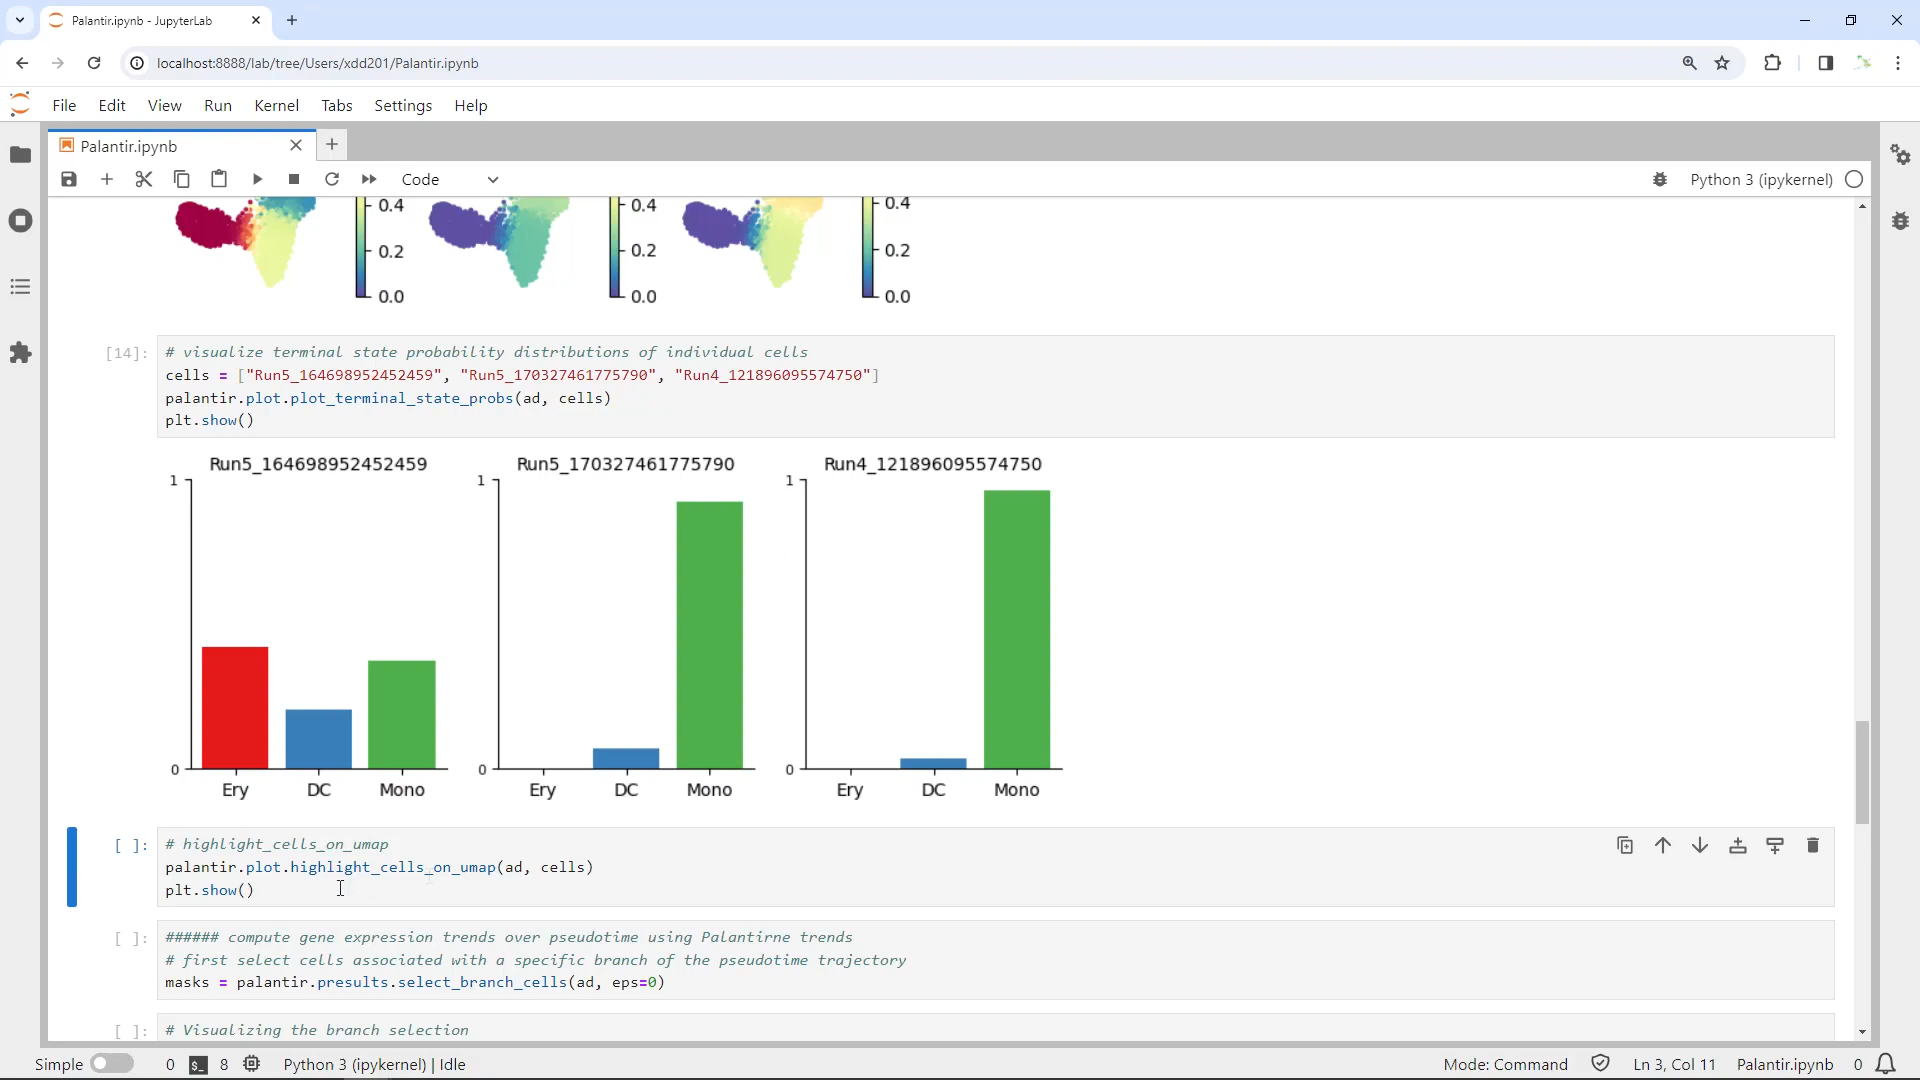 Palantir.ipynb - JupyterLab
localhost:8888/lab/tree/Users/xdd201/Palantir.ipynb
File Edit View Run Kernel Tabs Settings Help
Palantir.ipynb
Code
Python 3 (ipykernel)
0.4 0.4 0.4
0.2 0.2 0.2
0.0 0.0 0.0
[14]:
# visualize terminal state probability distributions of individual cells
cells = ["Run5_164698952452459", "Run5_170327461775790", "Run4_121896095574750"]
palantir.plot.plot_terminal_state_probs(ad, cells)
plt.show()
Run5_164698952452459 Run5_170327461775790 Run4_121896095574750
1 1 1
0 0 0
Ery DC Mono Ery DC Mono Ery DC Mono
[ ]:
# highlight_cells_on_umap
palantir.plot.highlight_cells_on_umap(ad, cells)
plt.show()
[ ]:
###### compute gene expression trends over pseudotime using Palantirne trends
# first select cells associated with a specific branch of the pseudotime trajectory
masks = palantir.presults.select_branch_cells(ad, eps=0)
[ ]:
# Visualizing the branch selection
Simple 0 $_ 8 Python 3 (ipykernel) | Idle Mode: Command Ln 3, Col 11 Palantir.ipynb 0